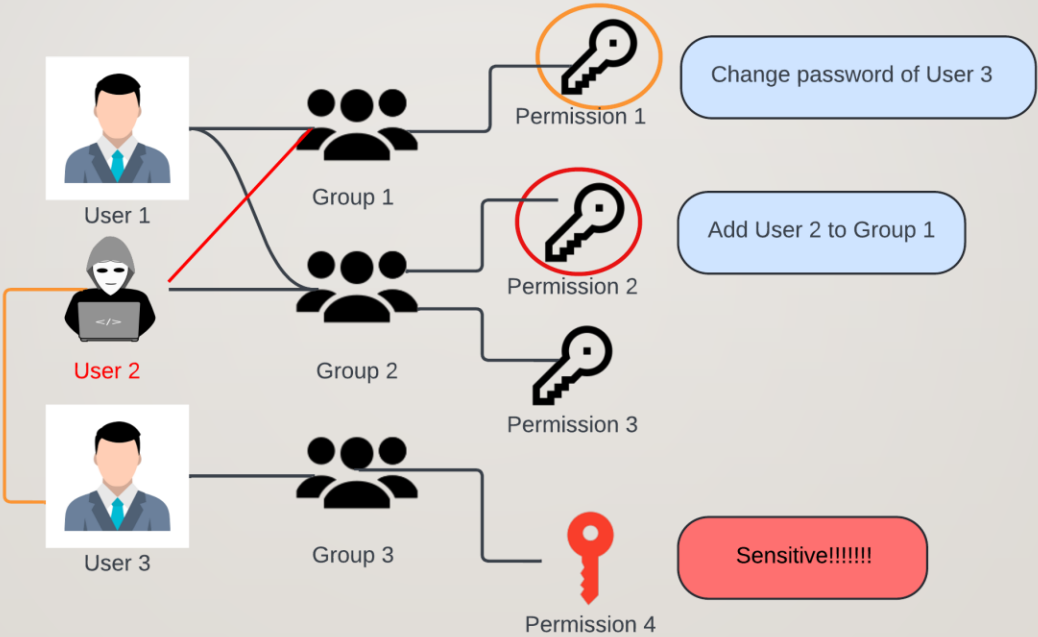 Permission 1
Change password of User 3
User 1
Group 1
Permission 2
Add User 2 to Group 1
</>
User 2
Group 2
Permission 3
User 3
Group 3
Permission 4
Sensitive!!!!!!!